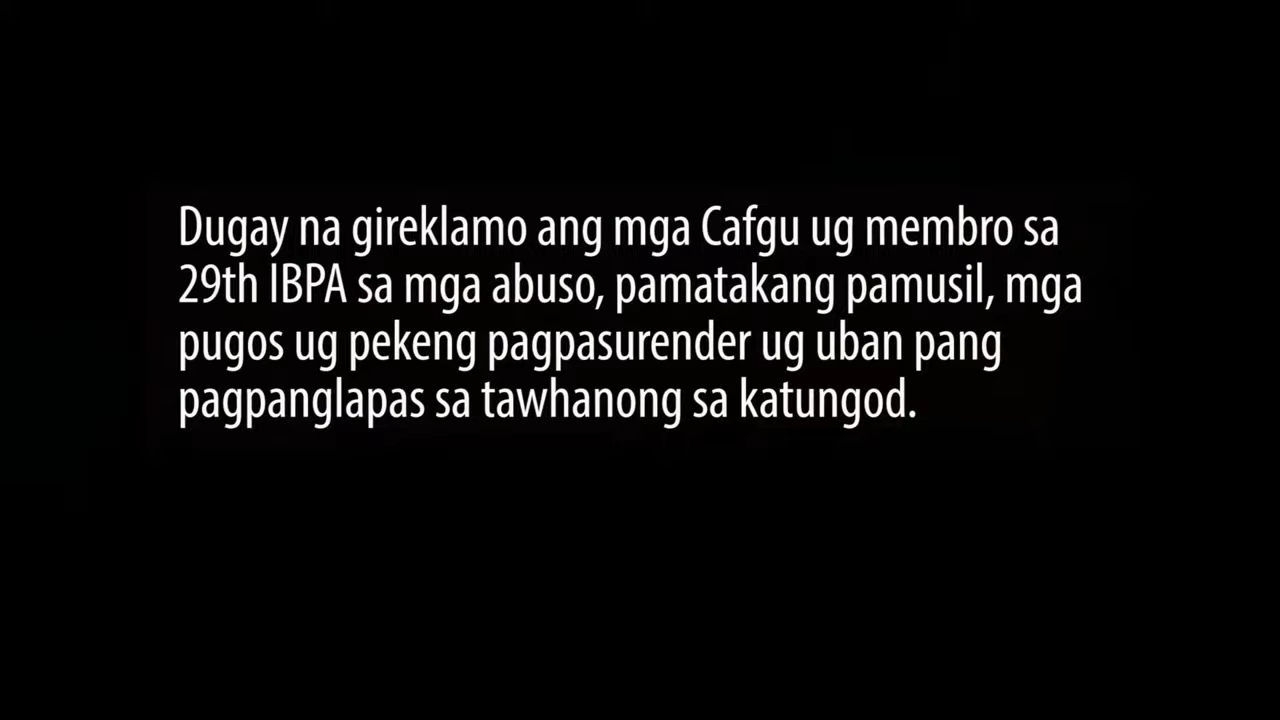 Dugay na gireklamo ang mga Cafgu ug membro sa
29th IBPA sa mga abuso, pamatakang pamusil, mga
pugos ug pekeng pagpasurender ug uban pang
pagpanglapas sa tawhanong sa katungod.